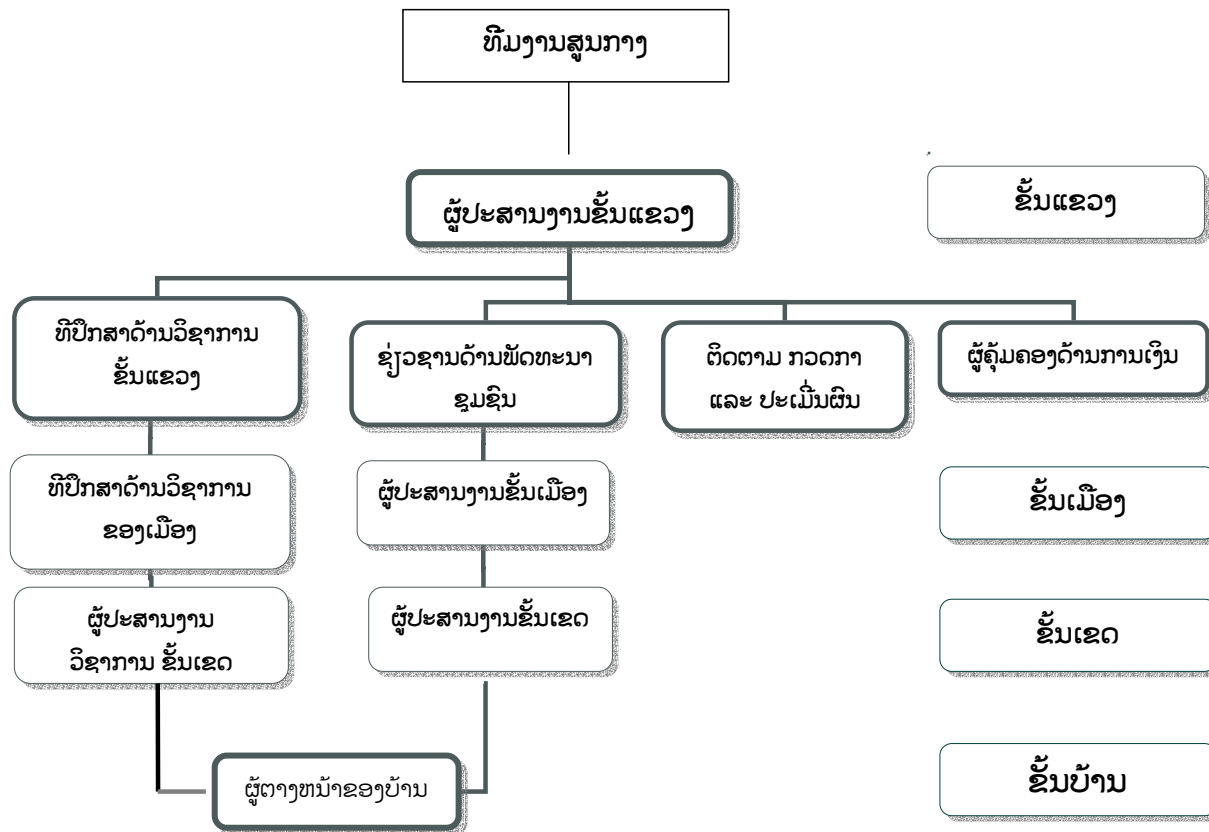 ທີມງານສູນກາງ
ຜູ້ປະສານງານຂັ້ນແຂວງ
ຂັ້ນແຂວງ
ທີປຶກສາດ້ານວິຊາການ
ຂັ້ນແຂວງ
ຊ່ຽວຊານດ້ານພັດທະນາ
ຊຸມຊົນ
ຕິດຕາມ ກວດກາ
ແລະ ປະເມີ່ນຜົນ
ຜູ້ຄຸ້ມຄອງດ້ານການເງິນ
ທີປຶກສາດ້ານວິຊາການ
ຂອງເມືອງ
ຜູ້ປະສານງານຂັ້ນເມືອງ
ຂັ້ນເມືອງ
ຜູ້ປະສານງານ
ວິຊາການ ຂັ້ນເຂດ
ຜູ້ປະສານງານຂັ້ນເຂດ
ຂັ້ນເຂດ
ຜູ້ຕາງຫນ້າຂອງບ້ານ
ຂັ້ນບ້ານ